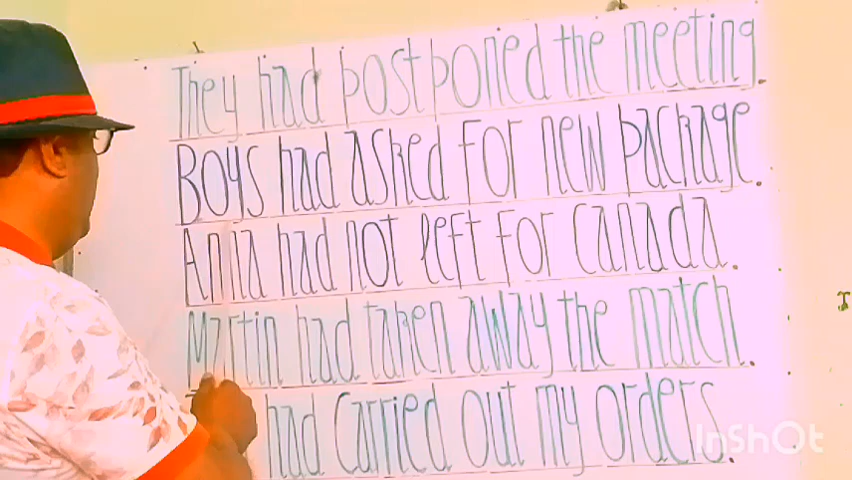 They had postponed the meeting.
Boys had asked for new package.
Anna had not left for Canada.
Martin had taken away the match.
had carried out my orders.
InShOt